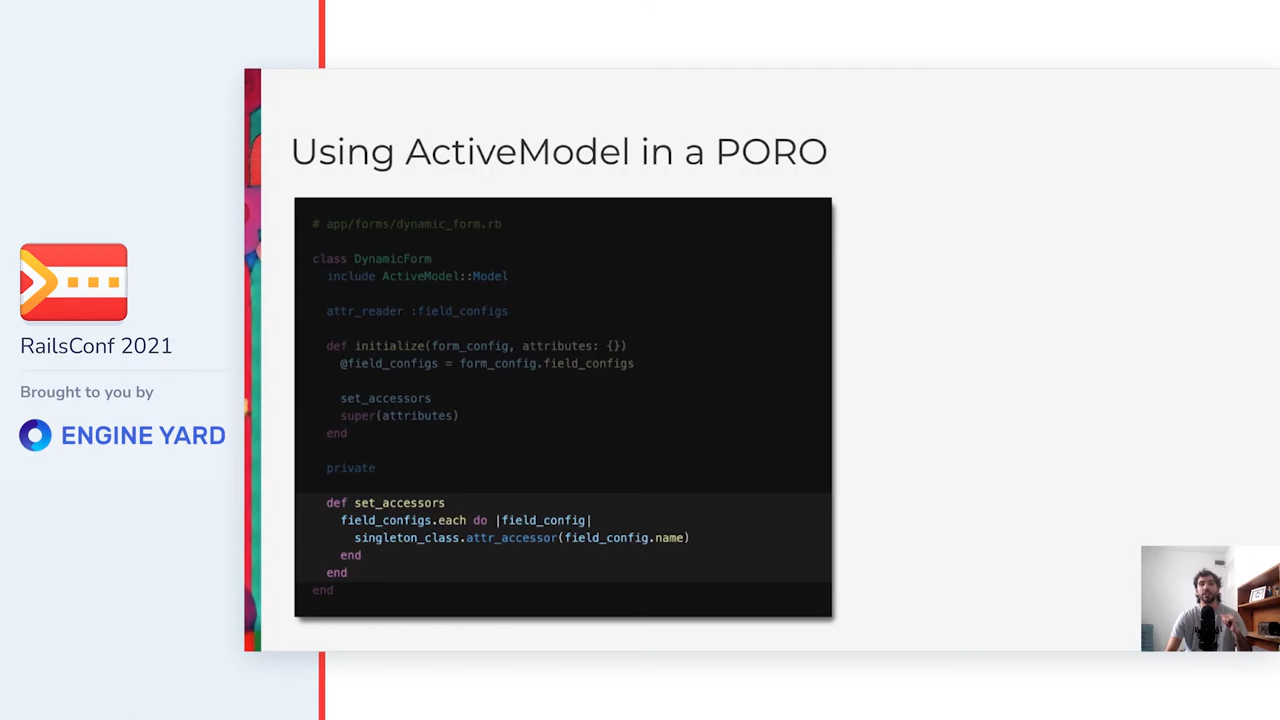 Using ActiveModel in a PORO
# app/forms/dynamic_form.rb
class DynamicForm
include ActiveModel::Model
attr_reader :field_configs
def initialize(form_config, attributes: {})
@field_configs = form_config.field_configs
set_accessors
super(attributes)
end
private
def set_accessors
field_configs.each do |field_config|
singleton_class.attr_accessor(field_config.name)
end
end
end
RailsConf 2021
Brought to you by
ENGINE YARD